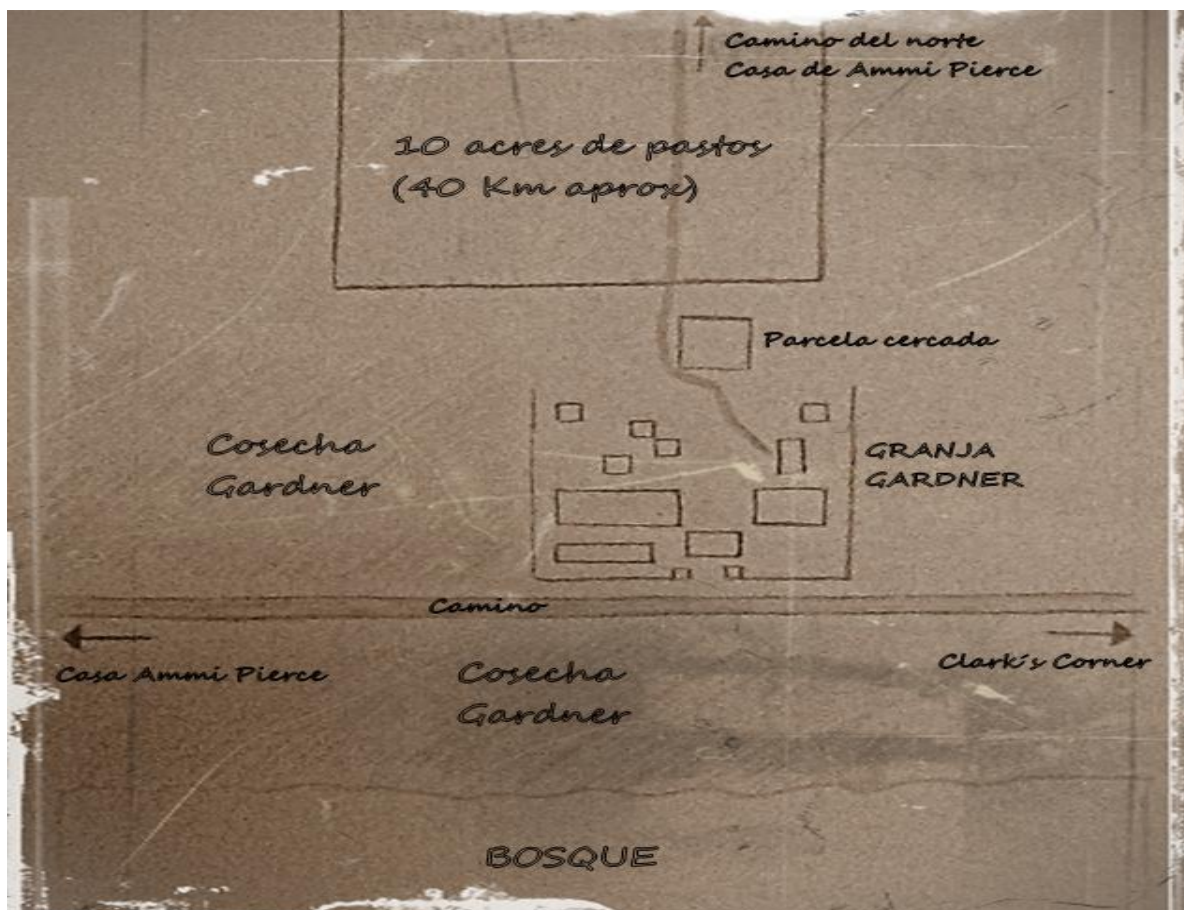 Camino del norte
Casa de Ammi Pierce
10 acres de pastos
(40 Km aprox)
Parcela cercada
Cosecha
Gardner
GRANJA
GARDNER
Camino
Casa Ammi Pierce
Cosecha
Gardner
Clark´s Corner
BOSQUE